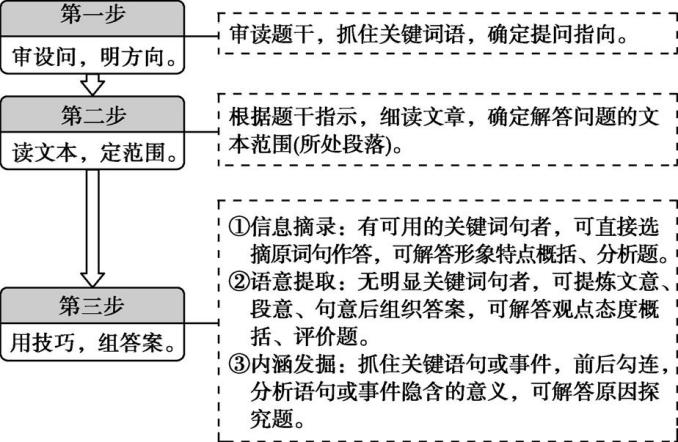 第一步
审设问，明方向。
审读题干，抓住关键词语，确定提问指向。
第二步
读文本，定范围。
根据题干指示，细读文章，确定解答问题的文
本范围(所处段落)。
第三步
用技巧，组答案。
①信息摘录：有可用的关键词句者，可直接选
摘原词句作答，可解答形象特点概括、分析题。
②语意提取：无明显关键词句者，可提炼文意、
段意、句意后组织答案，可解答观点态度概
括、评价题。
③内涵发掘：抓住关键语句或事件，前后勾连，
分析语句或事件隐含的意义，可解答原因探
究题。